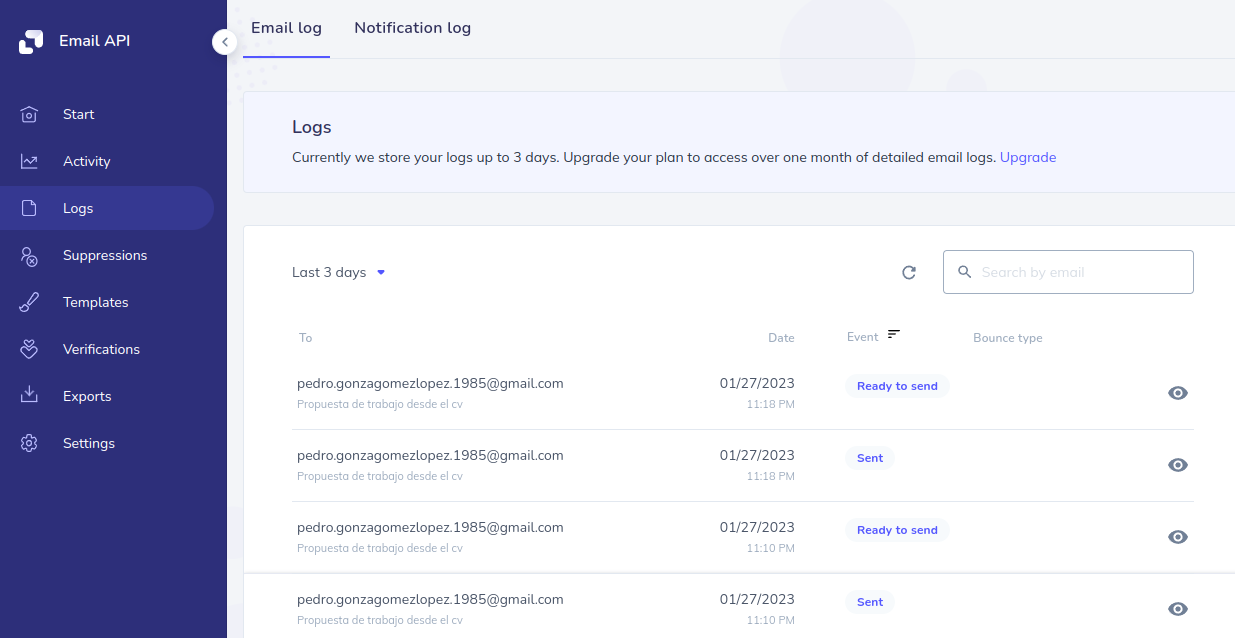 Email API
Start
Activity
Logs
Suppressions
Templates
Verifications
Exports
Settings
Email log Notification log
Logs
Currently we store your logs up to 3 days. Upgrade your plan to access over one month of detailed email logs. Upgrade
Last 3 days Search by email
To Date Event Bounce type
pedro.gonzagomezlopez.1985@gmail.com 01/27/2023 Ready to send
Propuesta de trabajo desde el cv 11:18 PM
pedro.gonzagomezlopez.1985@gmail.com 01/27/2023 Sent
Propuesta de trabajo desde el cv 11:18 PM
pedro.gonzagomezlopez.1985@gmail.com 01/27/2023 Ready to send
Propuesta de trabajo desde el cv 11:10 PM
pedro.gonzagomezlopez.1985@gmail.com 01/27/2023 Sent
Propuesta de trabajo desde el cv 11:10 PM